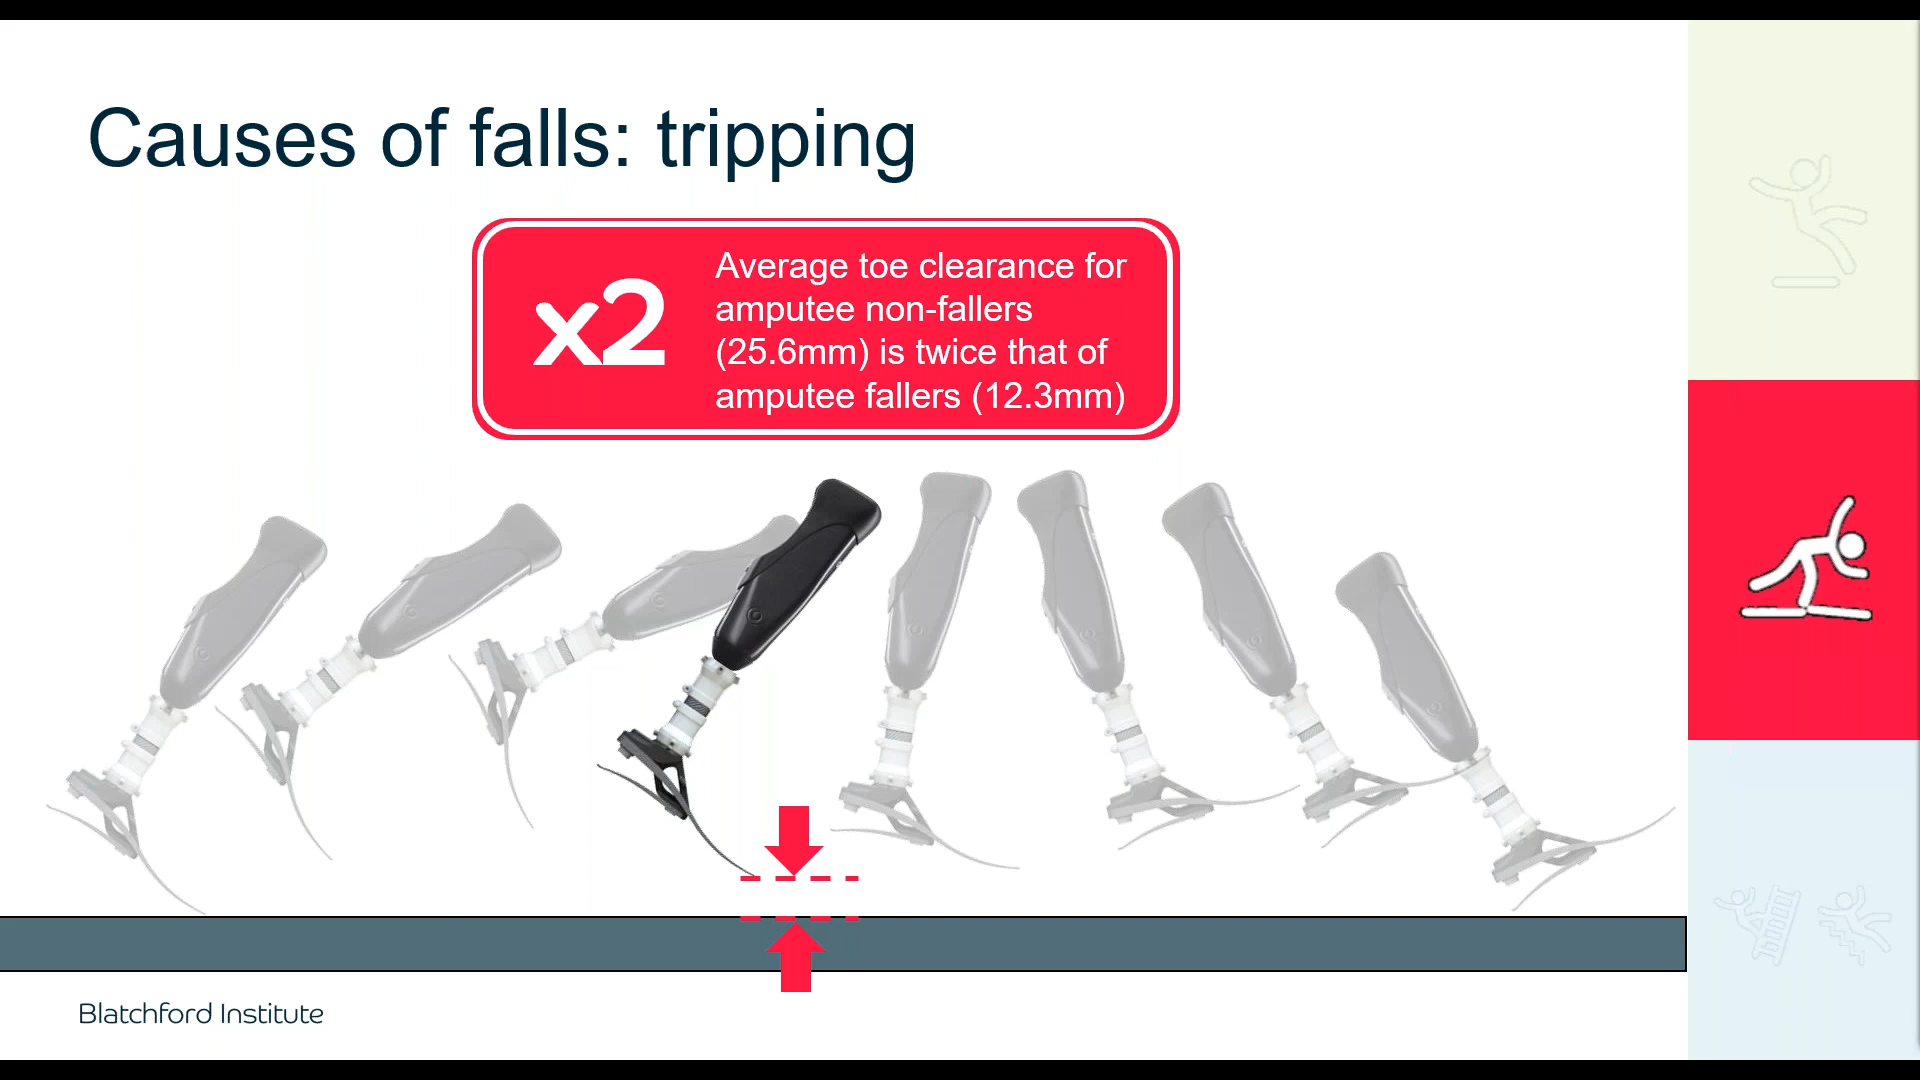 Causes of falls: tripping
x2
Average toe clearance for
amputee non-fallers
(25.6mm) is twice that of
amputee fallers (12.3mm)
Blatchford Institute